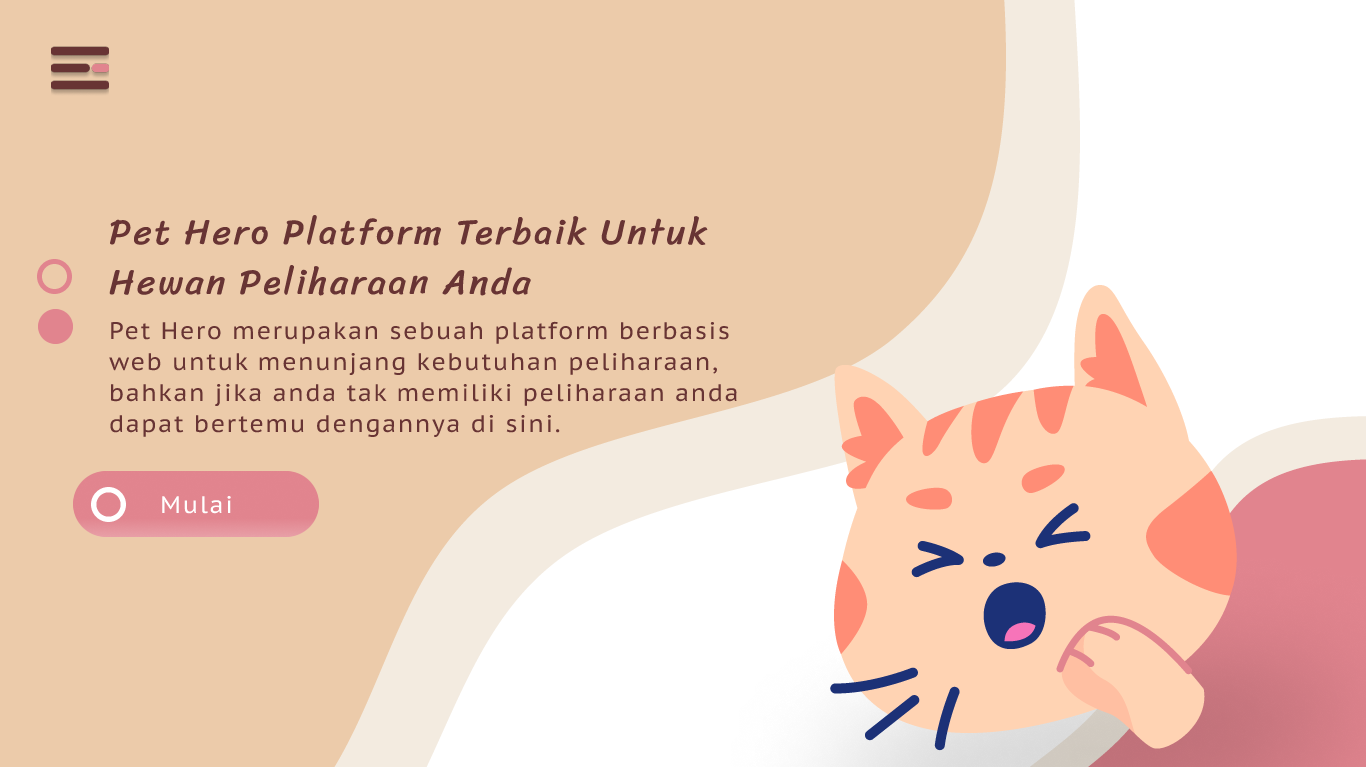 Pet Hero Platform Terbaik Untuk
Hewan Peliharaan Anda
Pet Hero merupakan sebuah platform berbasis
web untuk menunjang kebutuhan peliharaan,
bahkan jika anda tak memiliki peliharaan anda
dapat bertemu dengannya di sini.
Mulai